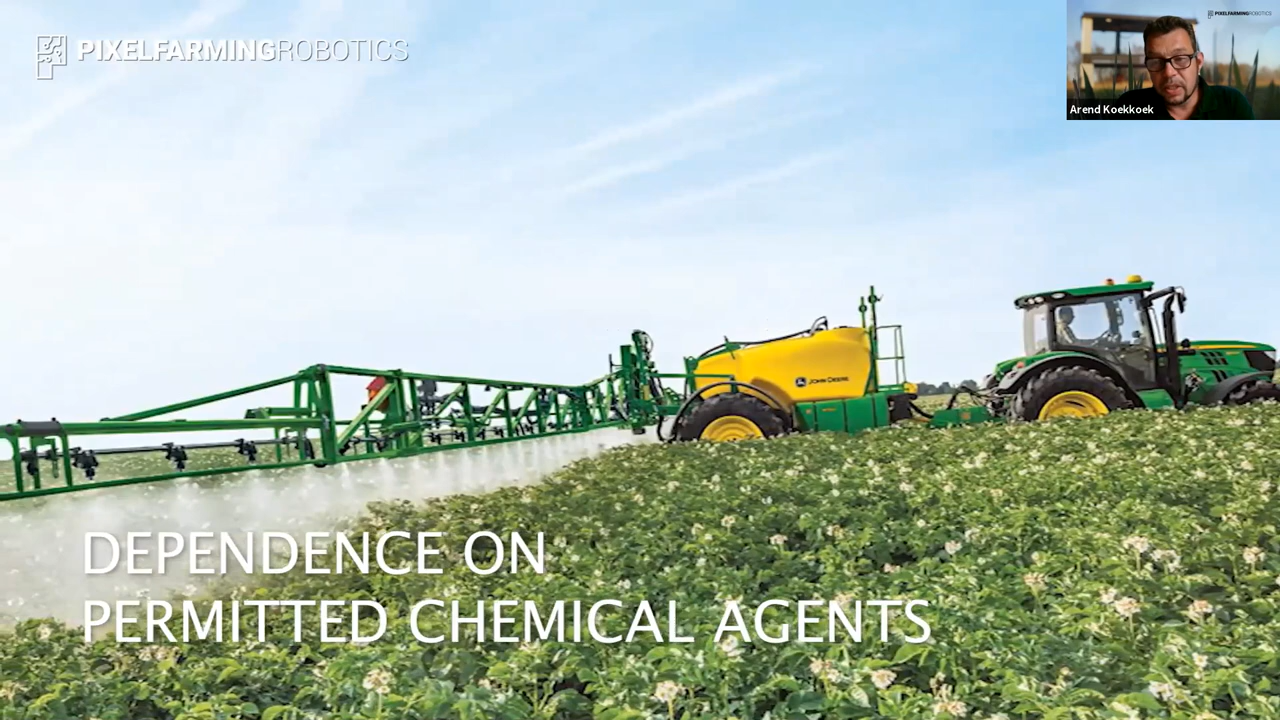 PIXELFARMINGROBOTICS
PIXELFARMINGROBOTICS
Arend Koekkoek
JOHN DEERE
DEPENDENCE ON
PERMITTED CHEMICAL AGENTS